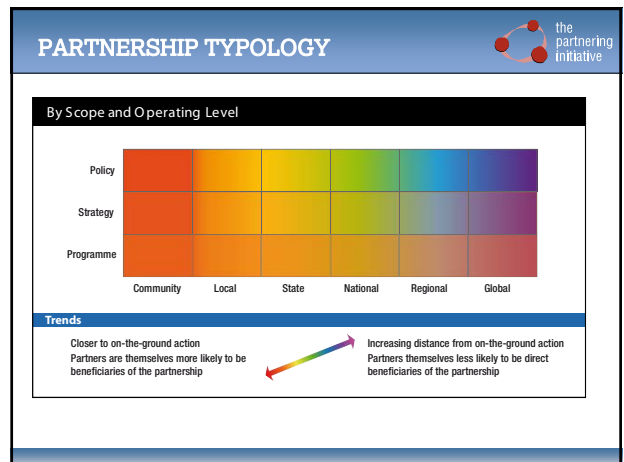 PARTNERSHIP TYPOLOGY
the
partnering
initiative
By Scope and Operating Level
Policy
Strategy
Programme
Community Local State National Regional Global
Trends
Closer to on-the-ground action
Partners are themselves more likely to be
beneficiaries of the partnership
Increasing distance from on-the-ground action
Partners themselves less likely to be direct
beneficiaries of the partnership